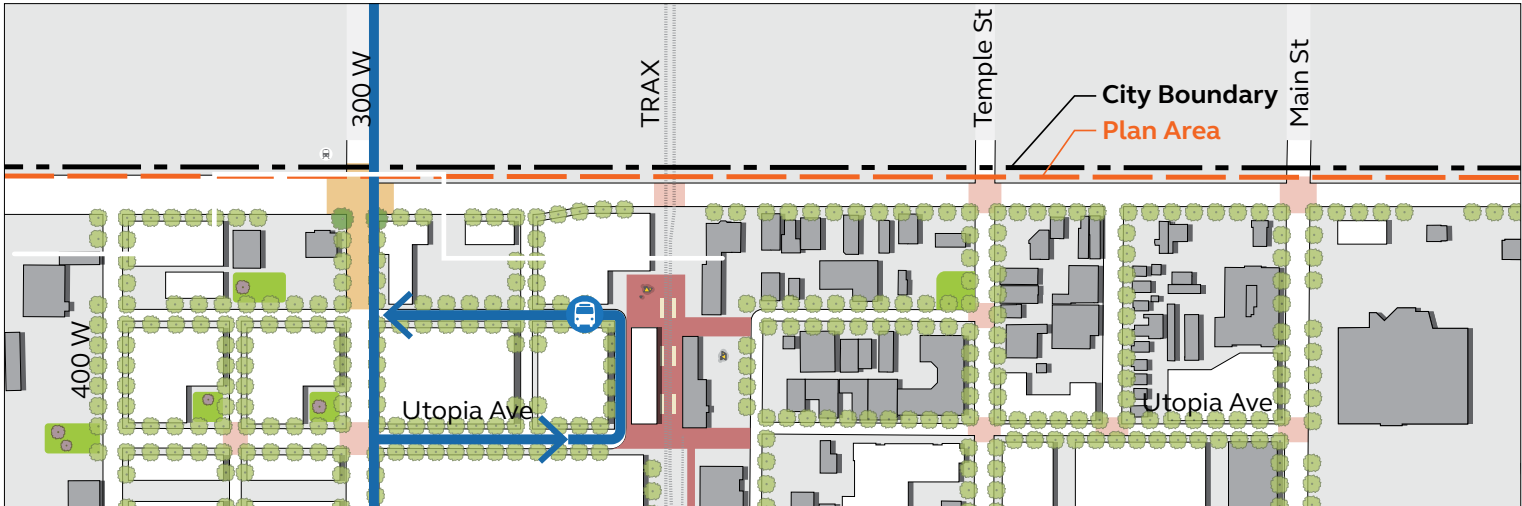 300 W
TRAX
Temple St
Main St
City Boundary
Plan Area
400 W
Utopia Ave
Utopia Ave